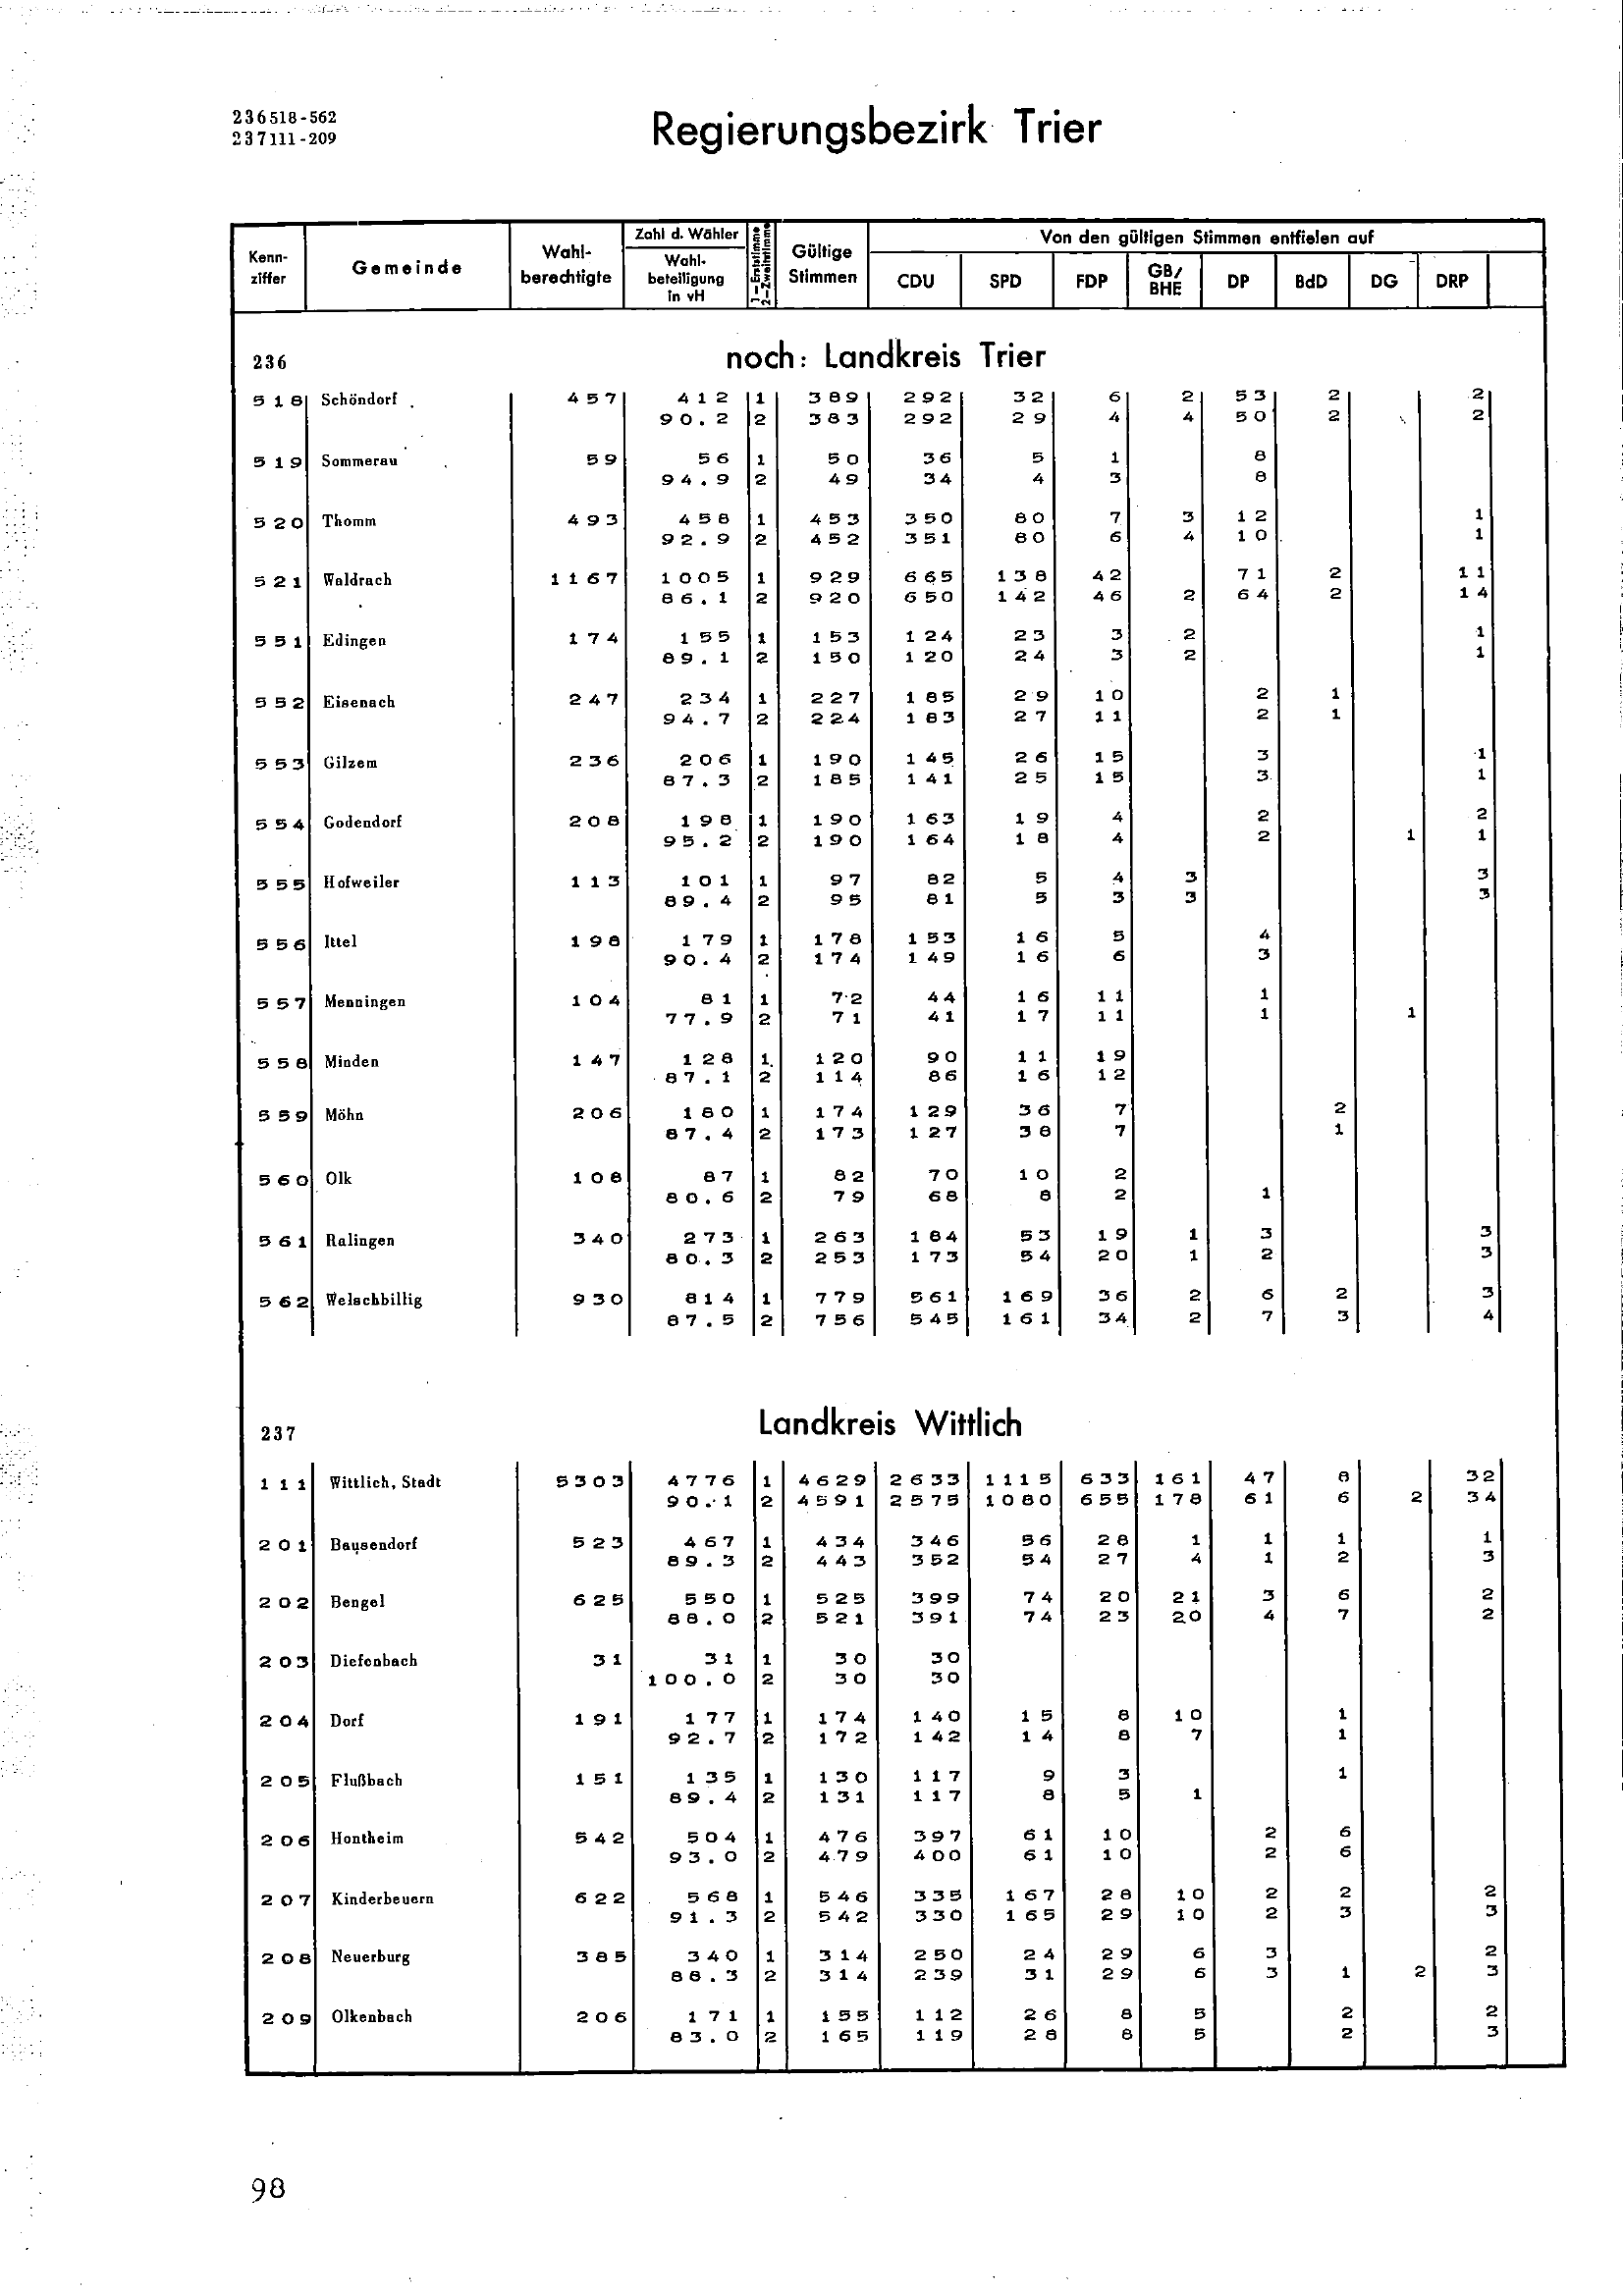 236518-562
237111-209
Regierungsbezirk Trier
Kennziffer Gemeinde Wahlberechtigte Zahl d. Wähler Wahlbeteiligung in vH 1=Erststimme 2=Zweitstimme Gültige Stimmen Von den gültigen Stimmen entfielen auf
CDU SPD FDP GB/BHE DP BdD DG DRP
236 noch: Landkreis Trier
518 Schöndorf 457 412 1 389 292 32 6 2 53 2 2
90.2 2 383 292 29 4 4 50 2 2
519 Sommerau 59 56 1 50 36 5 1 8
94.9 2 49 34 4 3 8
520 Thomm 493 458 1 453 350 80 7 3 12 1
92.9 2 452 351 80 6 4 10 1
521 Waldrach 1167 1005 1 929 665 138 42 71 2 11
86.1 2 920 650 142 46 2 64 2 14
551 Edingen 174 155 1 153 124 23 3 2 1
89.1 2 150 120 24 3 2 1
552 Eisenach 247 234 1 227 185 29 10 2 1
94.7 2 224 183 27 11 2 1
553 Gilzem 236 206 1 190 145 26 15 3 1
87.3 2 185 141 25 15 3 1
554 Godendorf 208 198 1 190 163 19 4 2 2
95.2 2 190 164 18 4 2 1 1
555 Hofweiler 113 101 1 97 82 5 4 3 3
89.4 2 95 81 5 3 3 3
556 Ittel 198 179 1 178 153 16 5 4
90.4 2 174 149 16 6 3
557 Menningen 104 81 1 72 44 16 11 1
77.9 2 71 41 17 11 1 1
558 Minden 147 128 1 120 90 11 19
87.1 2 114 86 16 12
559 Möhn 206 180 1 174 129 36 7 2
87.4 2 173 127 38 7 1
560 Olk 108 87 1 82 70 10 2
80.6 2 79 68 8 2 1
561 Ralingen 340 273 1 263 184 53 19 1 3 3
80.3 2 253 173 54 20 1 2 3
562 Welschbillig 930 814 1 779 561 169 36 2 6 2 3
87.5 2 756 545 161 34 2 7 3 4
237 Landkreis Wittlich
111 Wittlich, Stadt 5303 4776 1 4629 2633 1115 633 161 47 8 32
90.1 2 4591 2575 1080 655 178 61 6 2 34
201 Bausendorf 523 467 1 434 346 56 28 1 1 1 1
89.3 2 443 352 54 27 4 1 2 3
202 Bengel 625 550 1 525 399 74 20 21 3 6 2
88.0 2 521 391 74 23 20 4 7 2
203 Diefenbach 31 31 1 30 30
100.0 2 30 30
204 Dorf 191 177 1 174 140 15 8 10 1
92.7 2 172 142 14 8 7 1
205 Flußbach 151 135 1 130 117 9 3 1
89.4 2 131 117 8 5 1
206 Hontheim 542 504 1 476 397 61 10 2 6
93.0 2 479 400 61 10 2 6
207 Kinderbeuern 622 568 1 546 335 167 28 10 2 2 2
91.3 2 542 330 165 29 10 2 3 3
208 Neuerburg 385 340 1 314 250 24 29 6 3 2
88.3 2 314 239 31 29 6 3 1 2 3
209 Olkenbach 206 171 1 155 112 26 8 5 2 2
83.0 2 165 119 28 8 5 2 3
98